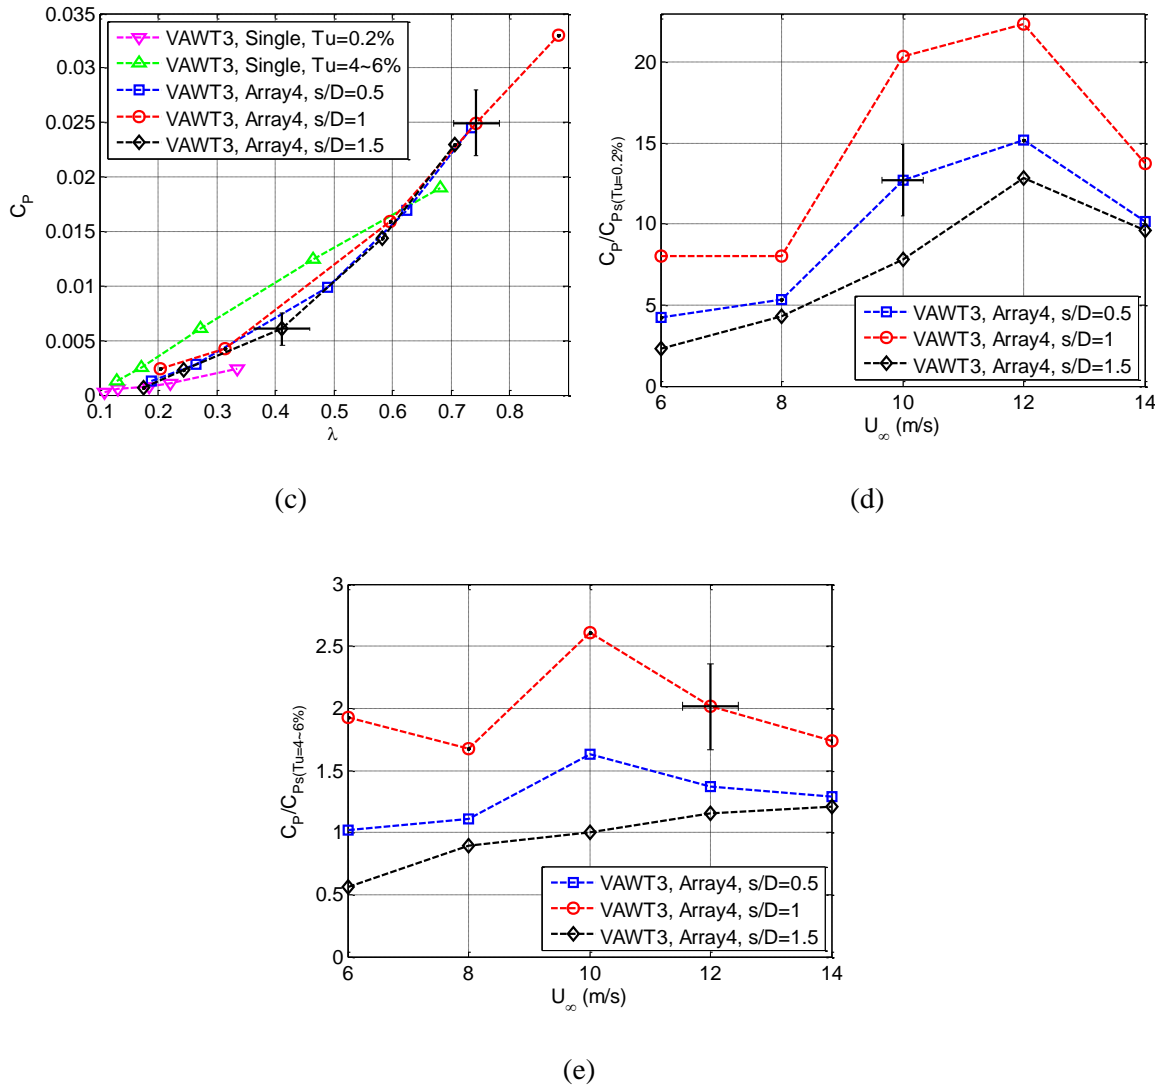 0.035
0.03
0.025
0.02
0.015
0.01
0.005
0
C_P
VAWT3, Single, Tu=0.2%
VAWT3, Single, Tu=4~6%
VAWT3, Array4, s/D=0.5
VAWT3, Array4, s/D=1
VAWT3, Array4, s/D=1.5
0.1 0.2 0.3 0.4 0.5 0.6 0.7 0.8
λ
(c)
20
15
10
5
0
C_P/C_Ps(Tu=0.2%)
VAWT3, Array4, s/D=0.5
VAWT3, Array4, s/D=1
VAWT3, Array4, s/D=1.5
6 8 10 12 14
U_∞ (m/s)
(d)
3
2.5
2
1.5
1
0.5
0
C_P/C_Ps(Tu=4~6%)
VAWT3, Array4, s/D=0.5
VAWT3, Array4, s/D=1
VAWT3, Array4, s/D=1.5
6 8 10 12 14
U_∞ (m/s)
(e)